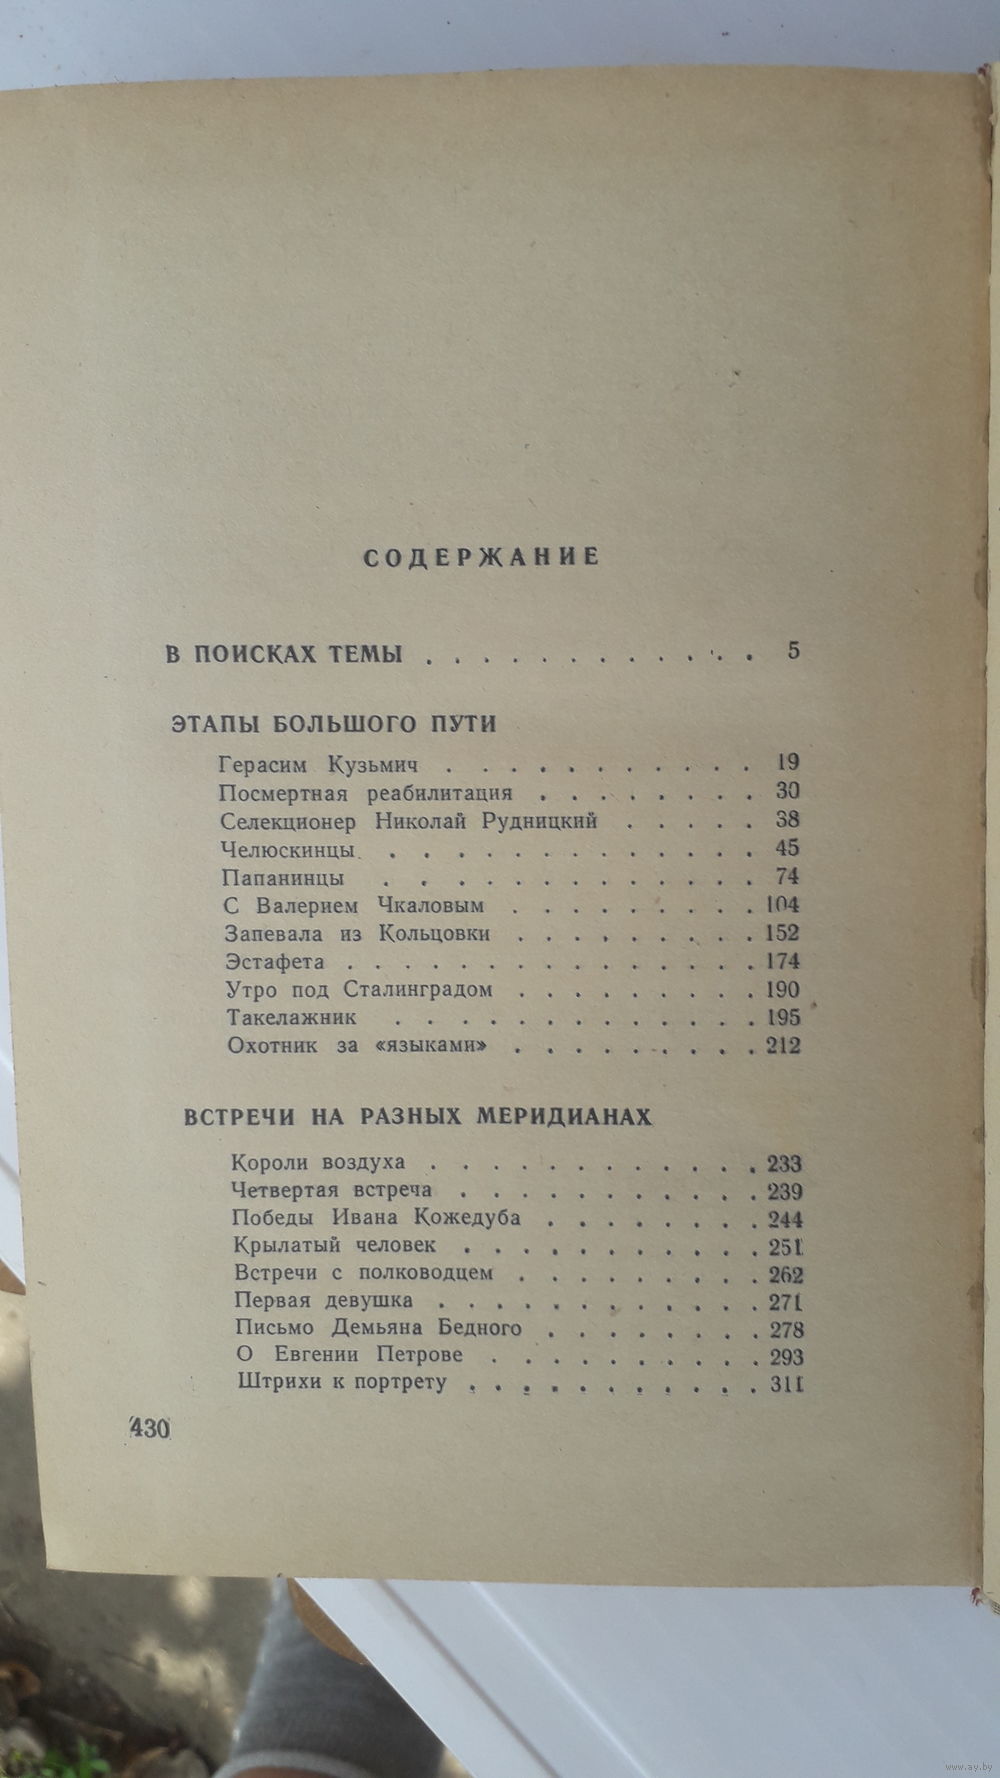 СОДЕРЖАНИЕ
В ПОИСКАХ ТЕМЫ . . . . . . . . . . . . 5
ЭТАПЫ БОЛЬШОГО ПУТИ
Герасим Кузьмич . . . . . . . . . . 19
Посмертная реабилитация . . . . . . . . 30
Селекционер Николай Рудницкий . . . . . 38
Челюскинцы . . . . . . . . . . . . 45
Папанинцы . . . . . . . . . . . . 74
С Валерием Чкаловым . . . . . . . . . 104
Запевала из Кольцовки . . . . . . . . . 152
Эстафета . . . . . . . . . . . . . . 174
Утро под Сталинградом . . . . . . . . . 190
Такелажник . . . . . . . . . . . . 195
Охотник за «языками» . . . . . . . . . 212
ВСТРЕЧИ НА РАЗНЫХ МЕРИДИАНАХ
Короли воздуха . . . . . . . . . . . . 233
Четвертая встреча . . . . . . . . . . . 239
Победы Ивана Кожедуба . . . . . . . . 244
Крылатый человек . . . . . . . . . . . 251
Встречи с полководцем . . . . . . . . . 262
Первая девушка . . . . . . . . . . . . 271
Письмо Демьяна Бедного . . . . . . . . 278
О Евгении Петрове . . . . . . . . . . 293
Штрихи к портрету . . . . . . . . . . . 311
430
www.ay.by